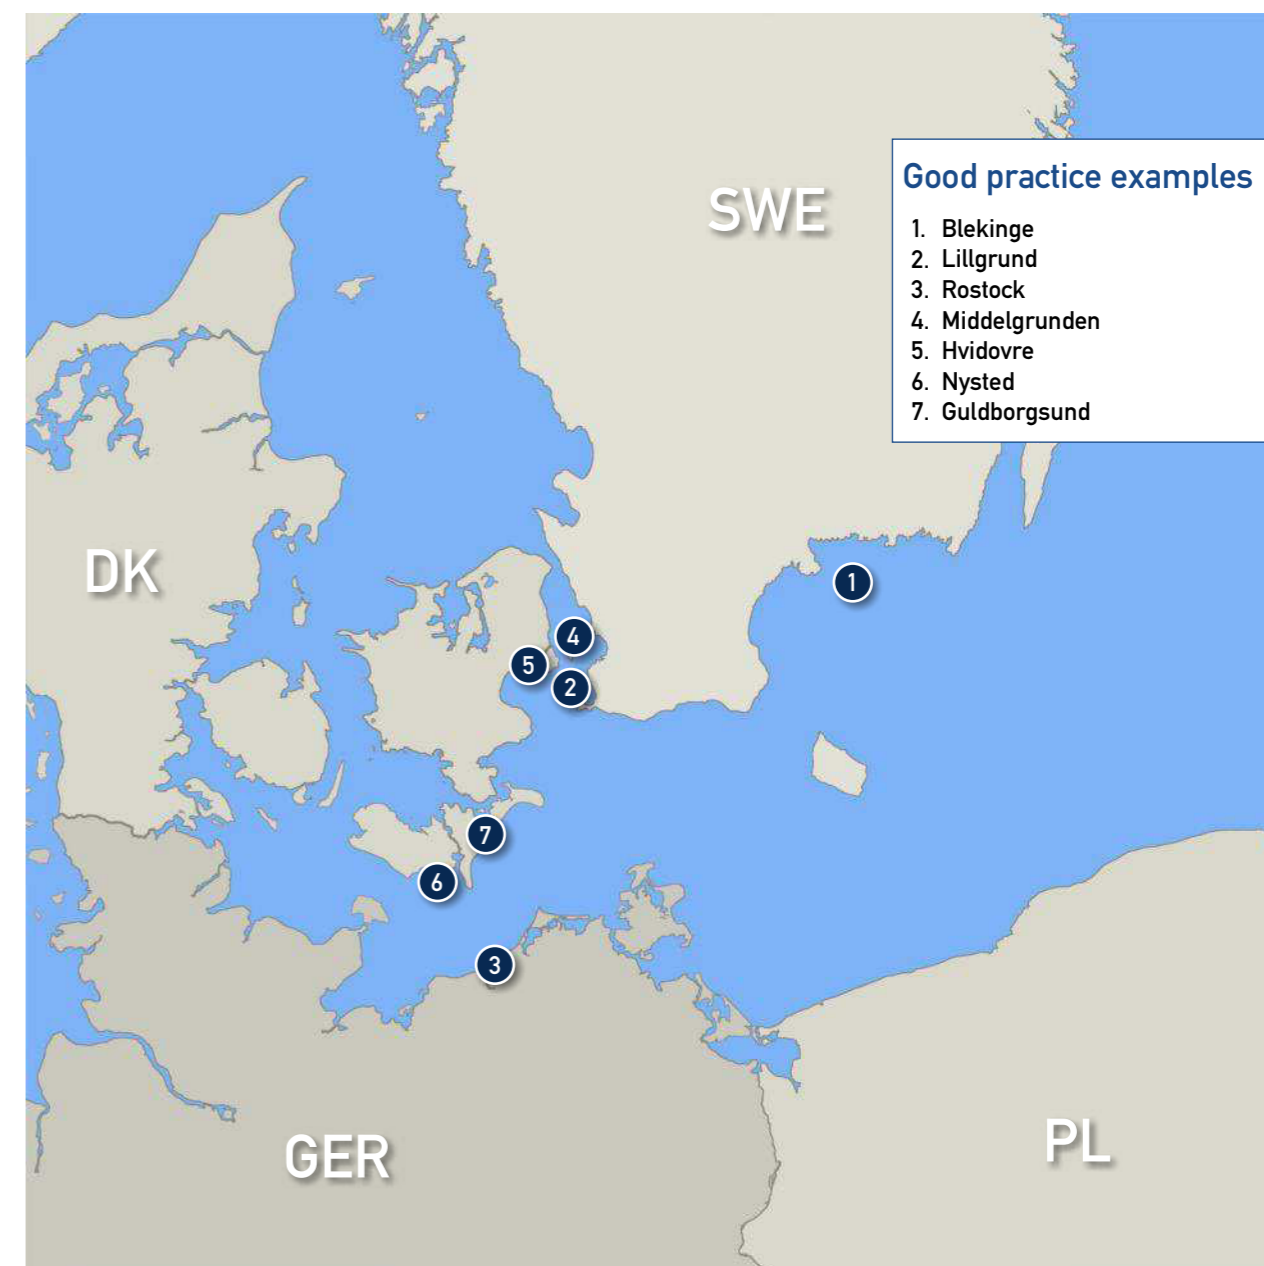 SWE
Good practice examples
1. Blekinge
2. Lillgrund
3. Rostock
4. Middelgrunden
5. Hvidovre
6. Nysted
7. Guldborgsund
DK
1
4
5
2
7
6
3
GER
PL